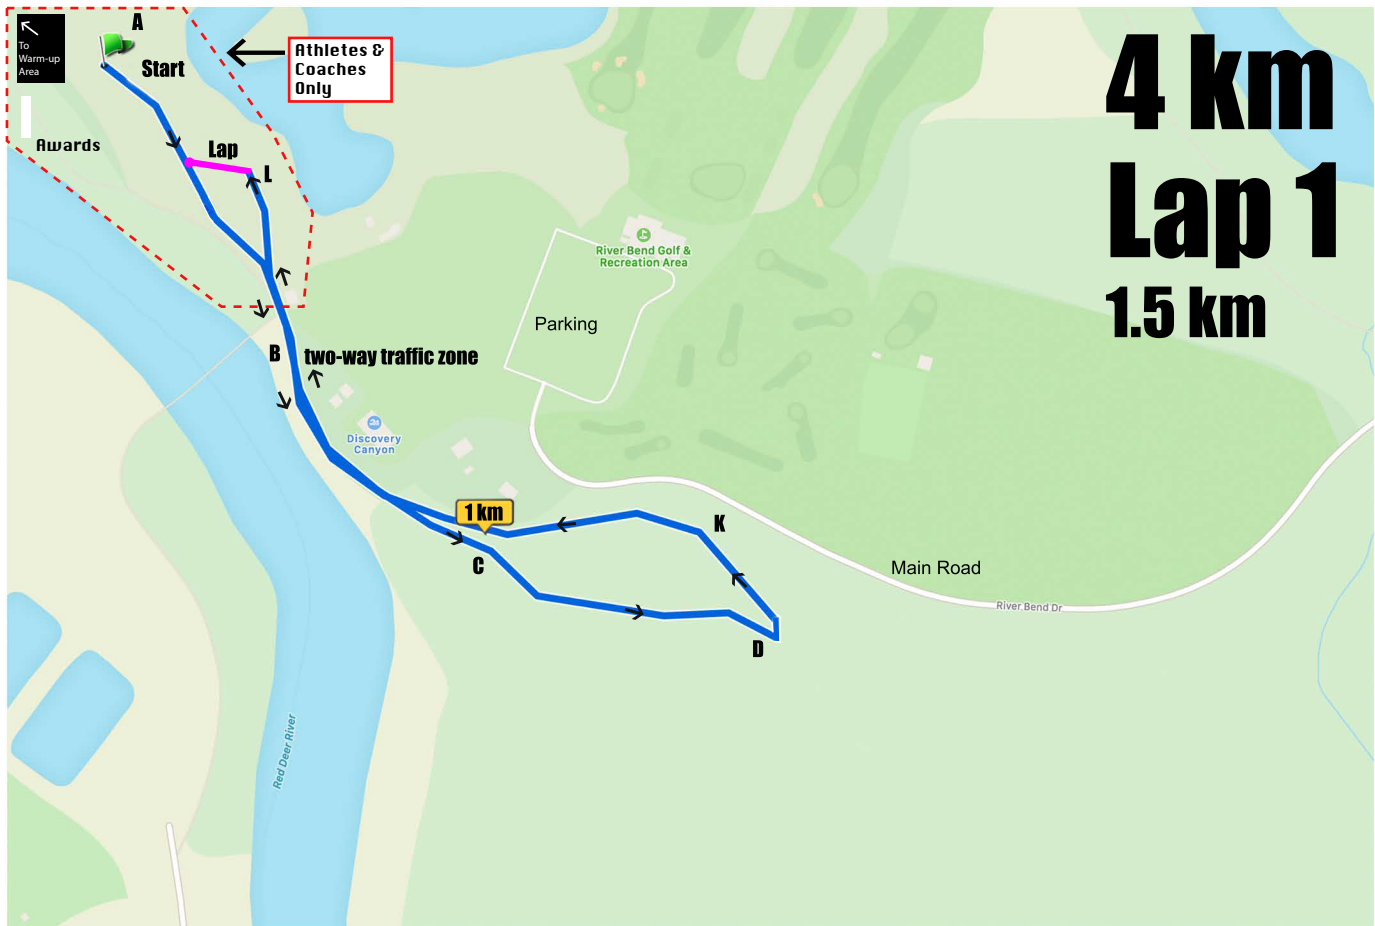 To
Warm-up
Area
A
Start
Athletes &
Coaches
Only
4 km
Lap 1
1.5 km
Awards
Lap
L
River Bend Golf &
Recreation Area
Parking
B
two-way traffic zone
Discovery
Canyon
1 km
K
C
Main Road
River Bend Dr
D
Red Deer River